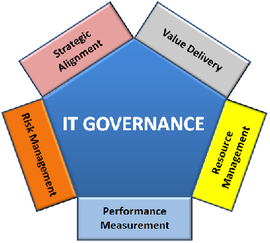 Strategic
Alignment
Value Delivery
Risk Management
IT GOVERNANCE
Resource
Management
Performance
Measurement